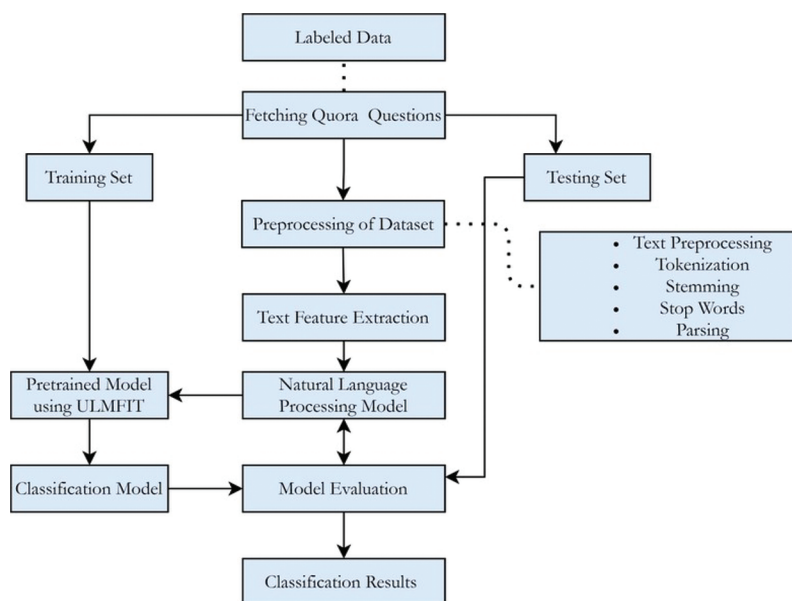 Labeled Data
Fetching Quora Questions
Training Set
Testing Set
Preprocessing of Dataset
• Text Preprocessing
• Tokenization
• Stemming
• Stop Words
• Parsing
Text Feature Extraction
Pretrained Model
using ULMFIT
Natural Language
Processing Model
Classification Model
Model Evaluation
Classification Results